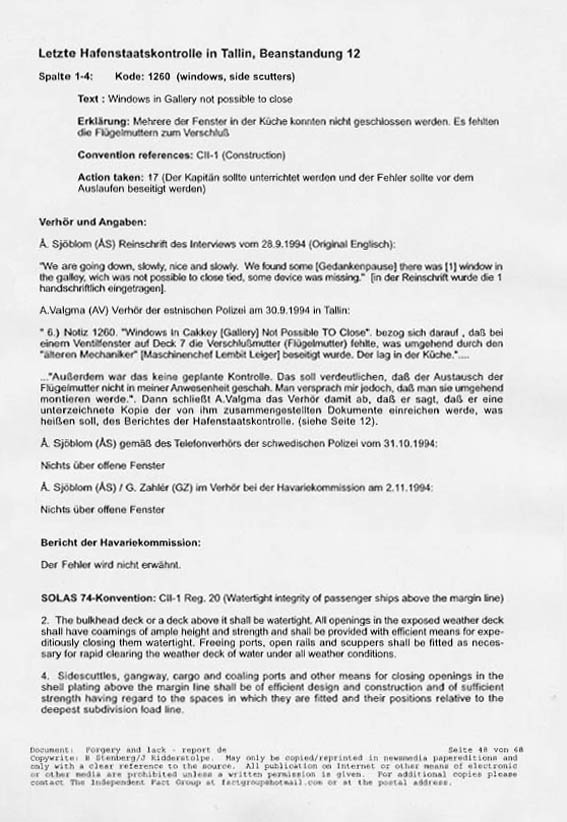 Letzte Hafenstaatskontrolle in Tallin, Beanstandung 12
Spalte 1-4: Kode: 1260 (windows, side scutters)
Text : Windows in Gallery not possible to close
Erklärung: Mehrere der Fenster in der Küche konnten nicht geschlossen werden. Es fehlten
die Flügelmuttern zum Verschluß
Convention references: CII-1 (Construction)
Action taken: 17 (Der Kapitän sollte unterrichtet werden und der Fehler sollte vor dem
Auslaufen beseitigt werden)
Verhör und Angaben:
Å. Sjöblom (ÅS) Reinschrift des Interviews vom 28.9.1994 (Original Englisch):
"We are going down, slowly, nice and slowly. We found some [Gedankenpause] there was [1] window in
the galley, wich was not possible to close tied, some device was missing." [in der Reinschrift wurde die 1
handschriftlich eingetragen].
A.Valgma (AV) Verhör der estnischen Polizei am 30.9.1994 in Tallin:
" 6.) Notiz 1260. "Windows In Cakkey [Gallery] Not Possible TO Close". bezog sich darauf , daß bei
einem Ventilfenster auf Deck 7 die Verschlußmutter (Flügelmutter) fehlte, was umgehend durch den
"älteren Mechaniker" [Maschinenchef Lembit Leiger] beseitigt wurde. Der lag in der Küche."....
..."Außerdem war das keine geplante Kontrolle. Das soll verdeutlichen, daß der Austausch der
Flügelmutter nicht in meiner Anwesenheit geschah. Man versprach mir jedoch, daß man sie umgehend
montieren werde.". Dann schließt A.Valgma das Verhör damit ab, daß er sagt, daß er eine
unterzeichnete Kopie der von ihm zusammengestellten Dokumente einreichen werde, was
heißen soll, des Berichtes der Hafenstaatskontrolle. (siehe Seite 12).
Å. Sjöblom (ÅS) gemäß des Telefonverhörs der schwedischen Polizei vom 31.10.1994:
Nichts über offene Fenster
Å. Sjöblom (ÅS) / G. Zahlér (GZ) im Verhör bei der Havariekommission am 2.11.1994:
Nichts über offene Fenster
Bericht der Havariekommission:
Der Fehler wird nicht erwähnt.
SOLAS 74-Konvention: CII-1 Reg. 20 (Watertight integrity of passenger ships above the margin line)
2. The bulkhead deck or a deck above it shall be watertight. All openings in the exposed weather deck
shall have coamings of ample height and strength and shall be provided with efficient means for expe-
ditiously closing them watertight. Freeing ports, open rails and scuppers shall be fitted as neces-
sary for rapid clearing the weather deck of water under all weather conditions.
4. Sidescuttles, gangway, cargo and coaling ports and other means for closing openings in the
shell plating above the margin line shall be of efficient design and construction and of sufficient
strength having regard to the spaces in which they are fitted and their positions relative to the
deepest subdivision load line.
Document: Forgery and lack - report de Seite 48 von 68
Copywrite: B Stenberg/J Ridderstolpe. May only be copied/reprinted in newsmedia papereditions and
only with a clear reference to the source. All publication on Internet or other means of electronic
or other media are prohibited unless a written permission is given. For additional copies please
contact The Independent Fact Group at factgroup@hotmail.com or at the postal address.